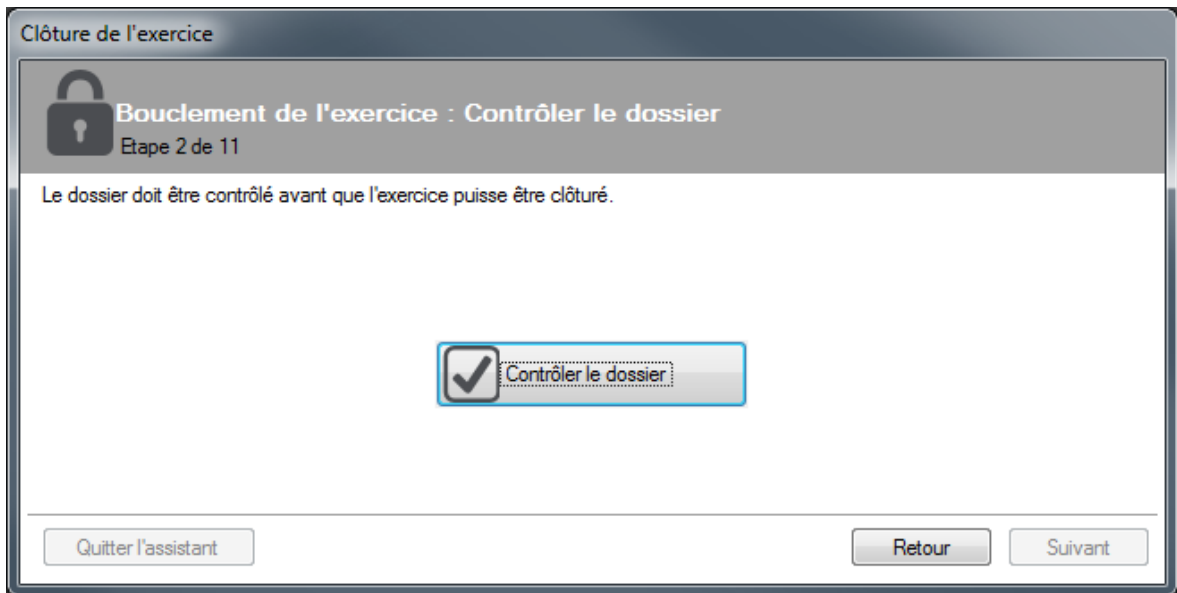 Clôture de l'exercice
Bouclement de l'exercice : Contrôler le dossier
Etape 2 de 11
Le dossier doit être contrôlé avant que l'exercice puisse être clôturé.
Contrôler le dossier
Quitter l'assistant
Retour
Suivant